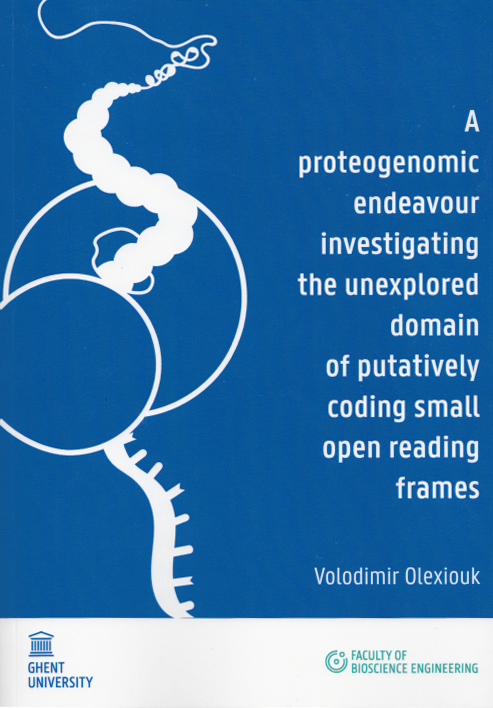 A
proteogenomic
endeavour
investigating
the unexplored
domain
of putatively
coding small
open reading
frames
Volodimir Olexiouk
GHENT
UNIVERSITY
FACULTY OF
BIOSCIENCE ENGINEERING